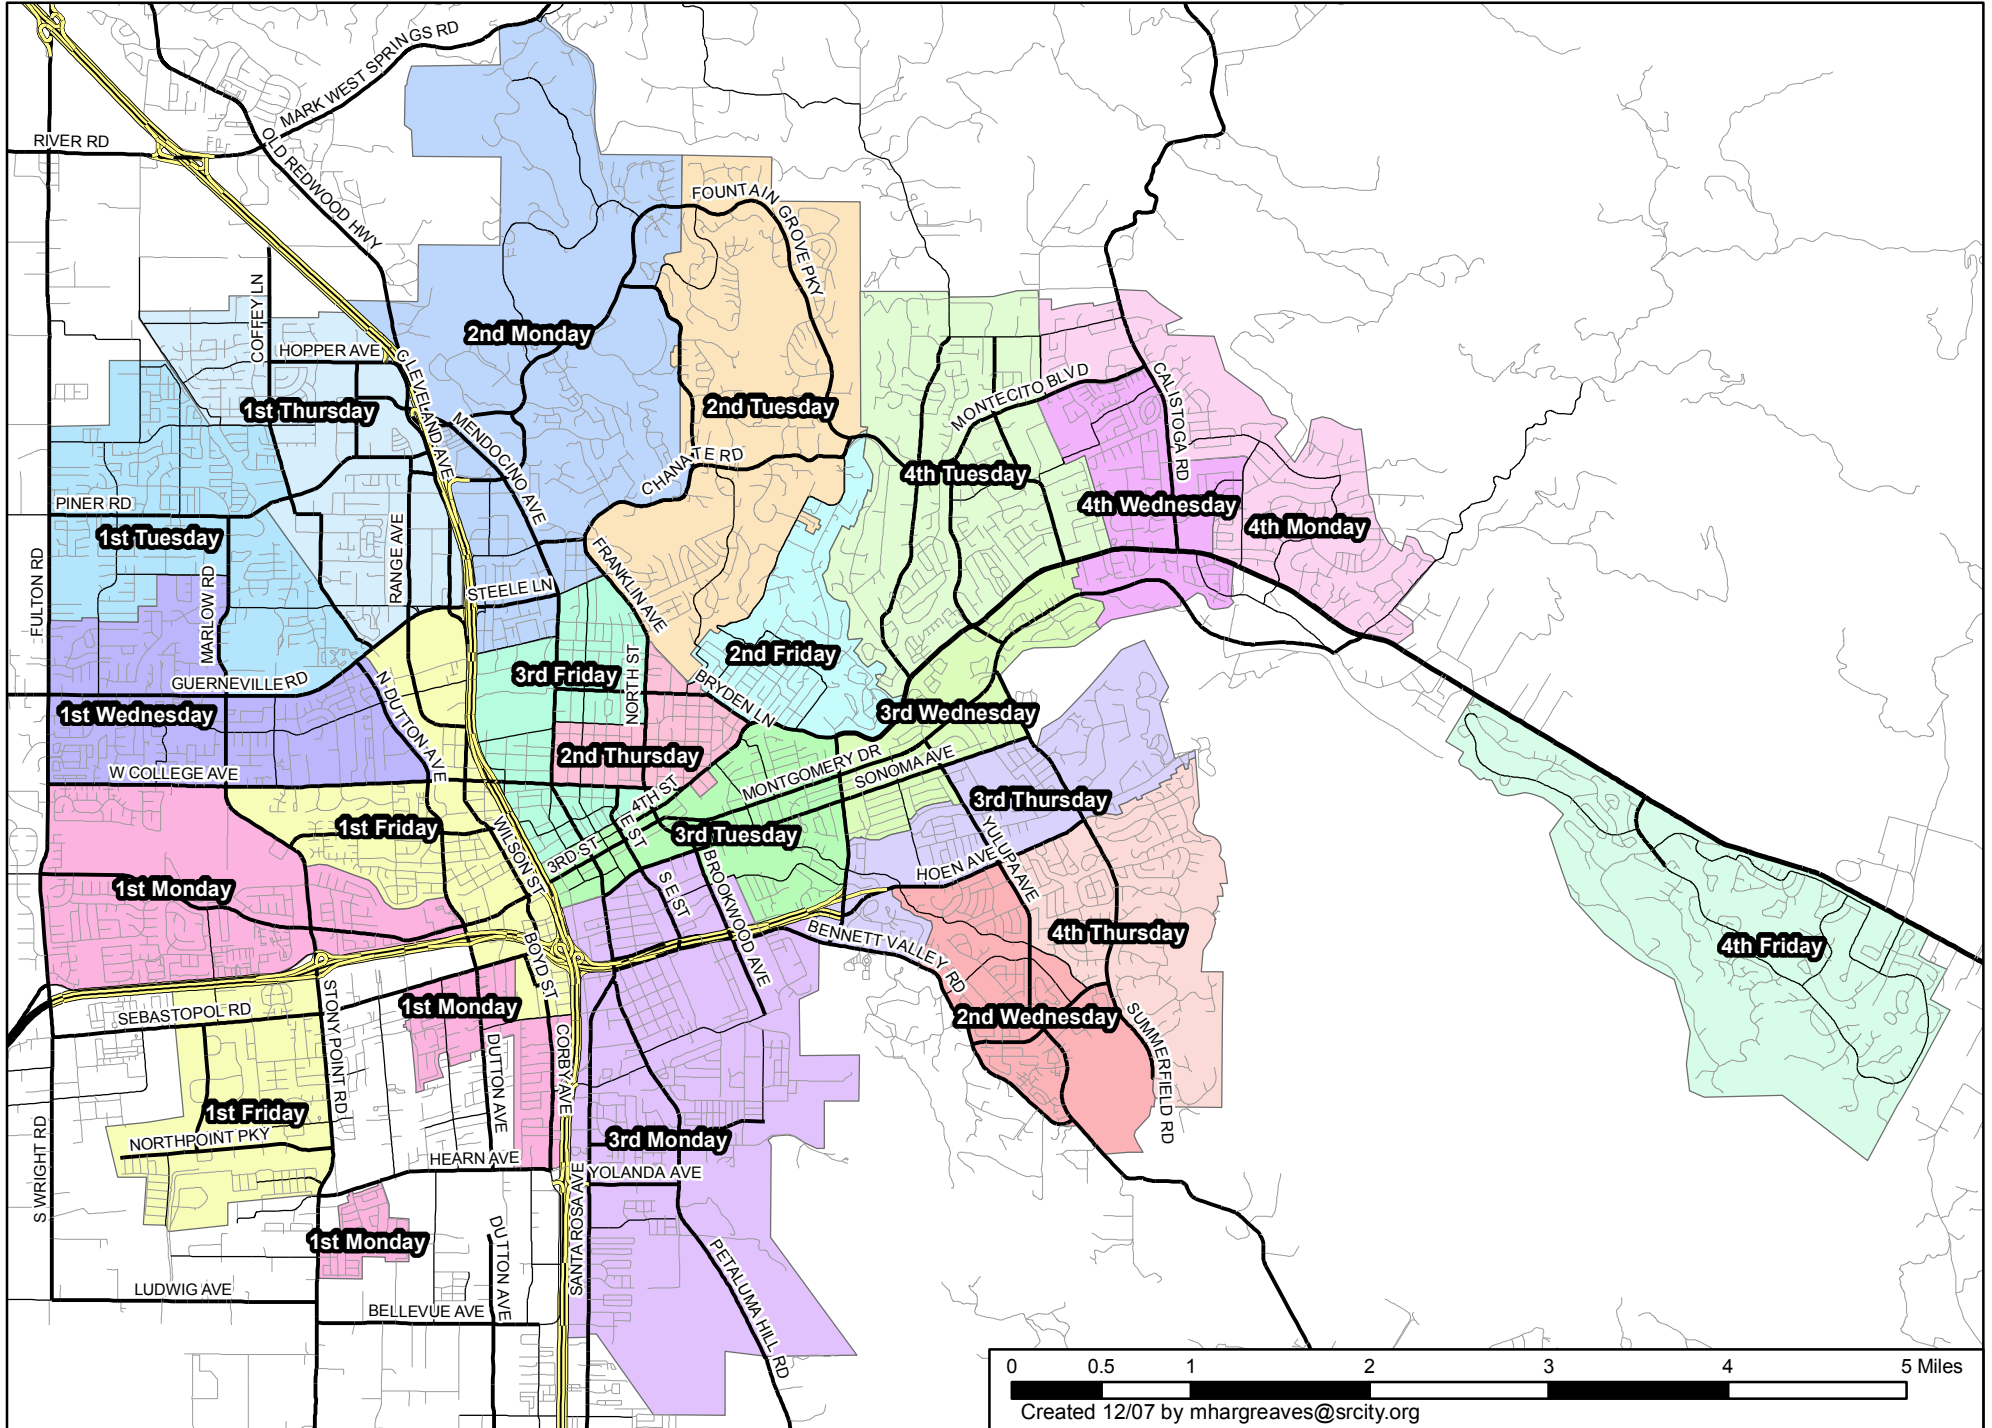 MARK WEST SPRINGS RD
RIVER RD
OLD REDWOOD HWY
FOUNTAIN GROVE PKY
COFFEY LN
2nd Monday
HOPPER AVE
CLEVELAND AVE
MONTECITO BLVD
CALISTOGA RD
1st Thursday
2nd Tuesday
MENDOCINO AVE
CHANATE RD
4th Tuesday
PINER RD
4th Wednesday
4th Monday
1st Tuesday
RANGE AVE
FRANKLIN AVE
FULTON RD
MARLOW RD
STEELE LN
2nd Friday
3rd Friday
NORTH ST
GUERNEVILLE RD
N DUTTON AVE
BRYDEN LN
1st Wednesday
3rd Wednesday
2nd Thursday
W COLLEGE AVE
MONTGOMERY DR
SONOMA AVE
4TH ST
3rd Thursday
1st Friday
WILSON ST
E ST
3rd Tuesday
YULUPA AVE
3RD ST
HOEN AVE
BROOKWOOD AVE
S E ST
1st Monday
BENNETT VALLEY RD
4th Thursday
4th Friday
BOYD ST
1st Monday
SEBASTOPOL RD
STONY POINT RD
2nd Wednesday
SUMMERFIELD RD
DUTTON AVE
CORBY AVE
1st Friday
NORTHPOINT PKY
S WRIGHT RD
3rd Monday
HEARN AVE
YOLANDA AVE
SANTA ROSA AVE
1st Monday
DUTTON AVE
PETALUMA HILL RD
LUDWIG AVE
BELLEVUE AVE
0 0.5 1 2 3 4 5 Miles
Created 12/07 by mhargreaves@srcity.org